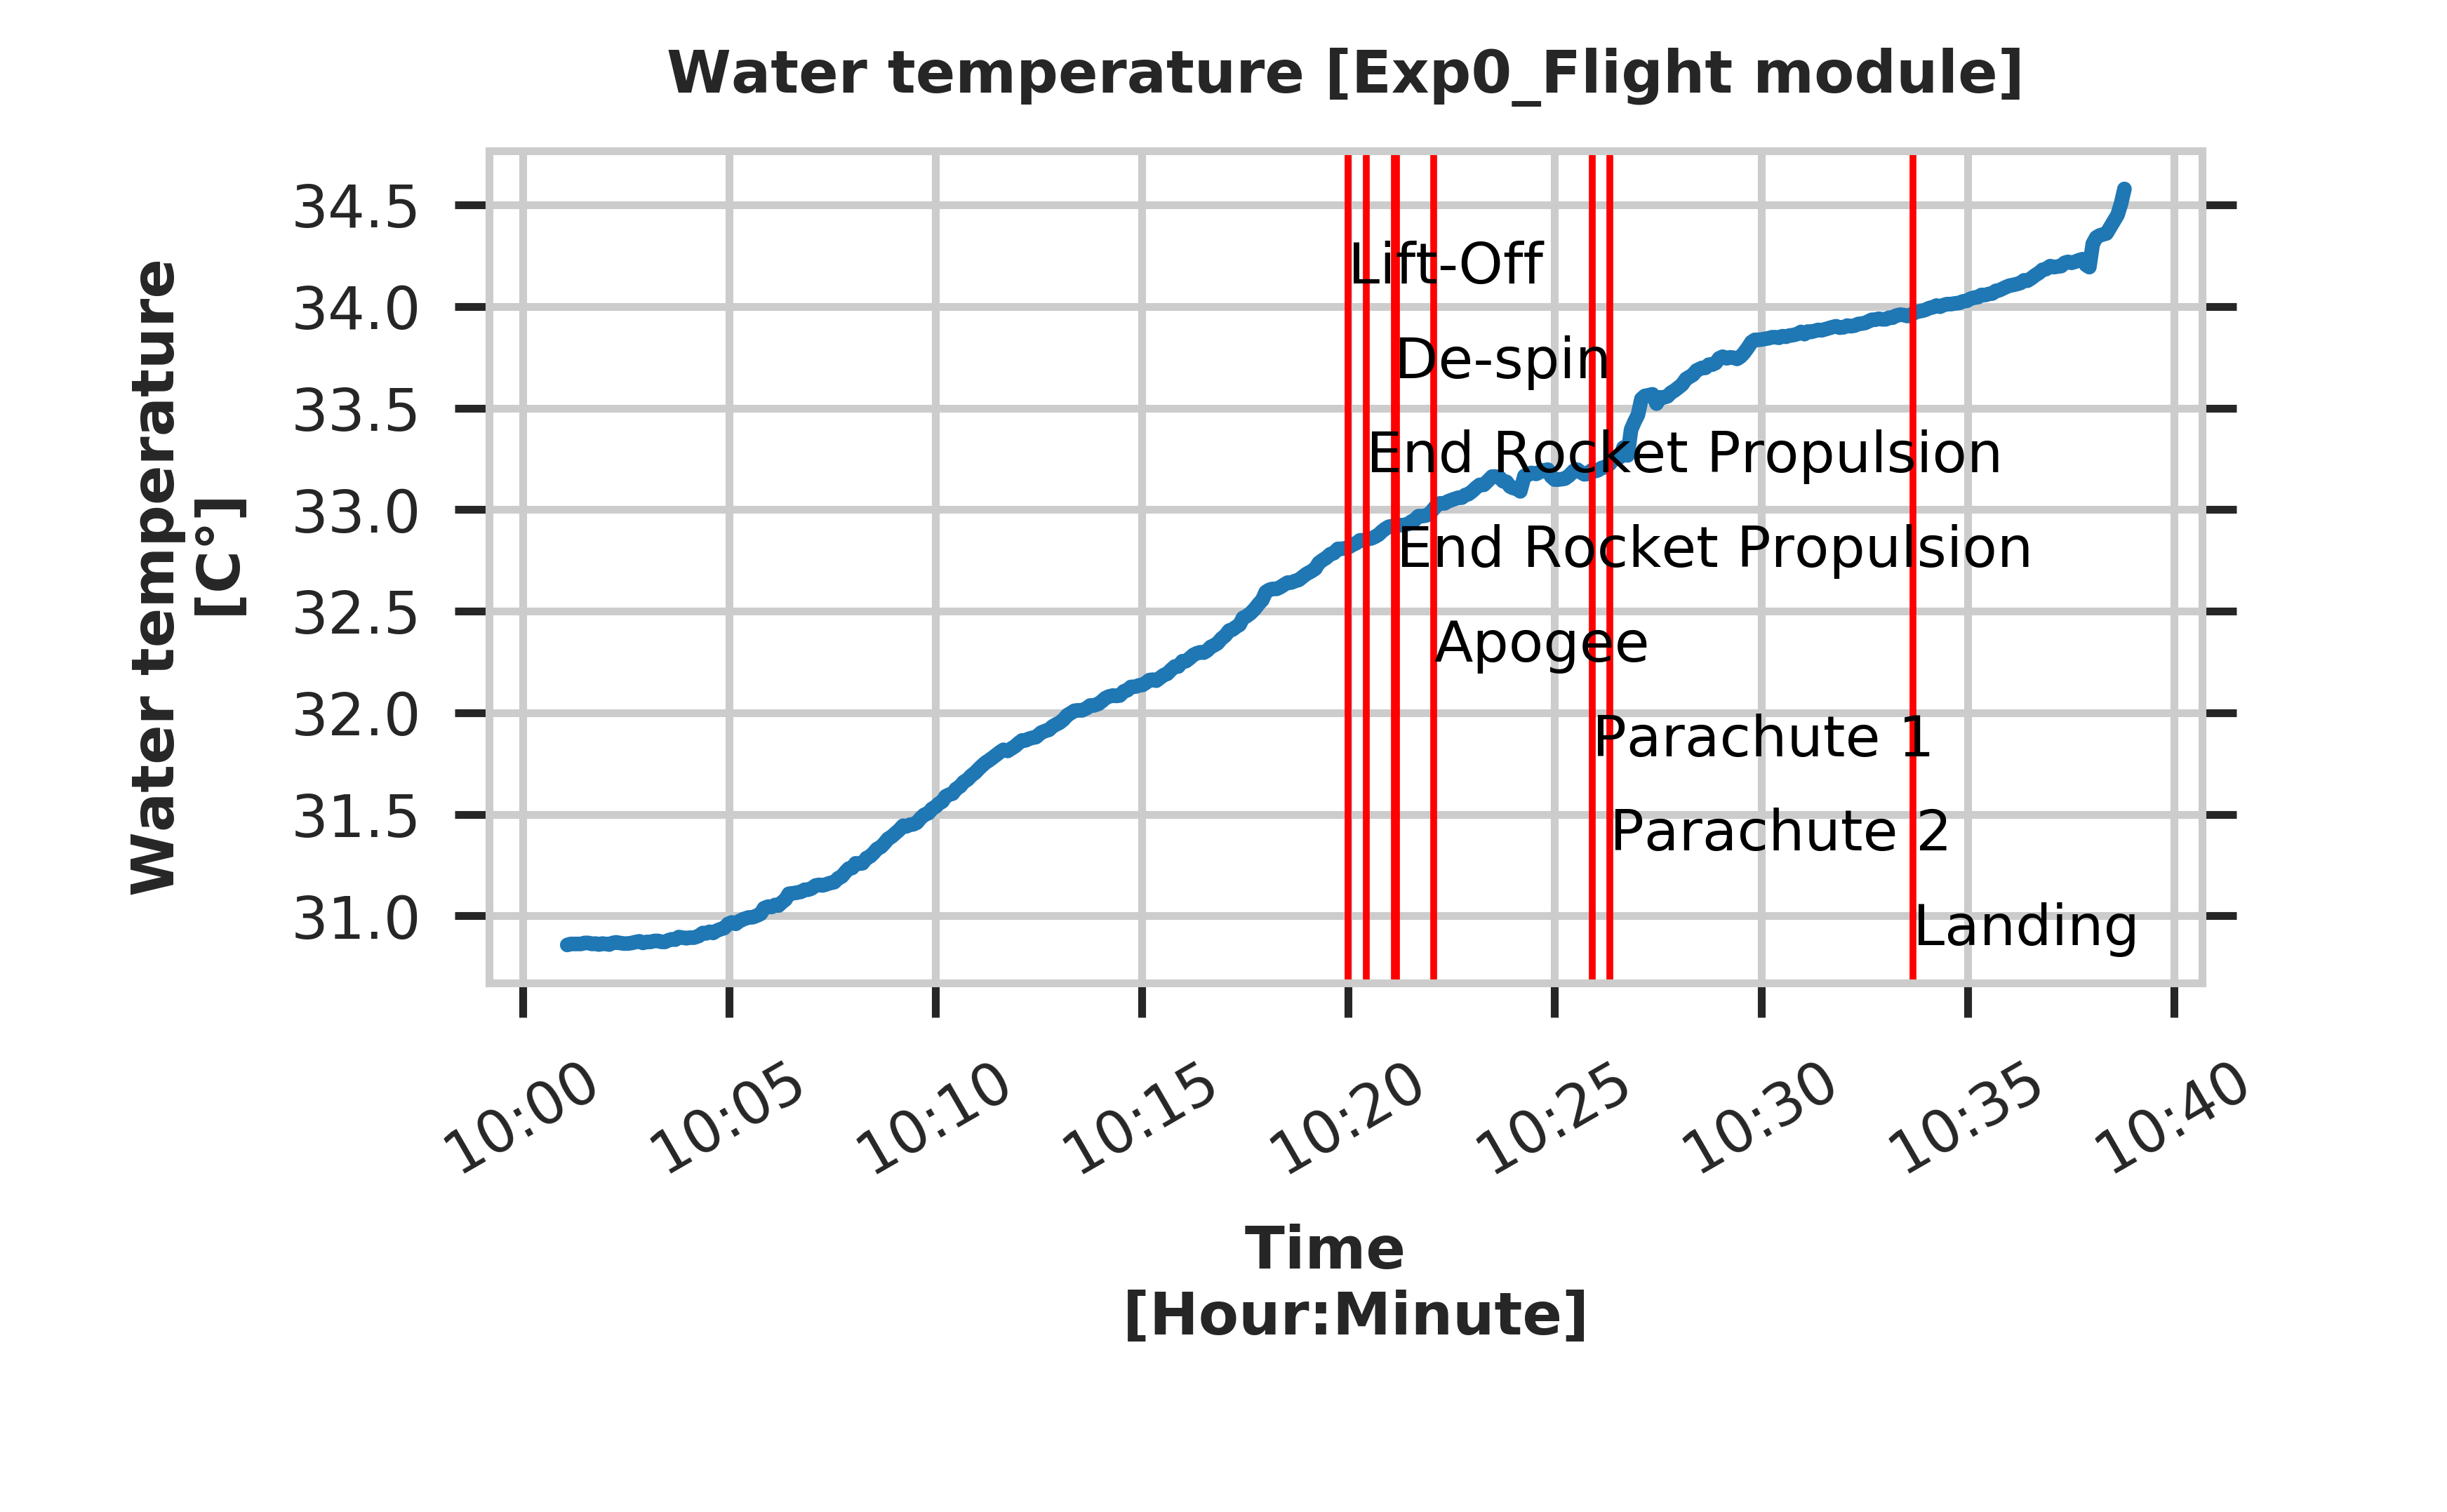 Water temperature [Exp0_Flight module]
Water temperature
[C°]
34.5
34.0
33.5
33.0
32.5
32.0
31.5
31.0
Lift-Off
De-spin
End Rocket Propulsion
End Rocket Propulsion
Apogee
Parachute 1
Parachute 2
Landing
10:00
10:05
10:10
10:15
10:20
10:25
10:30
10:35
10:40
Time
[Hour:Minute]